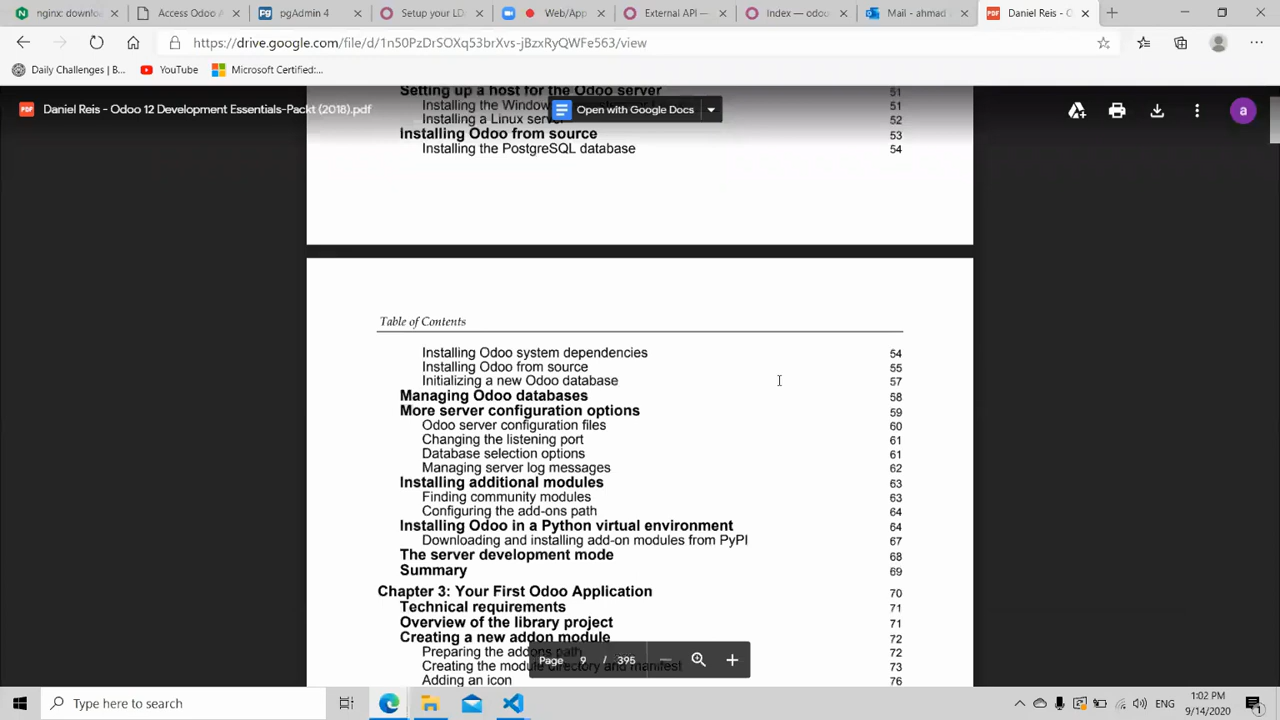 nginx downlo
Access Odoo A
pgAdmin 4
Setup your LD
Web/App
External API —
Index — odoo
Mail - ahmad
Daniel Reis - O
https://drive.google.com/file/d/1n50PzDrSOXq53brXvs-jBzxRyQWFe563/view
Daily Challenges | B...
YouTube
Microsoft Certified:...
Daniel Reis - Odoo 12 Development Essentials-Packt (2018).pdf
Open with Google Docs
a
Setting up a host for the Odoo server 51
Installing the Window 51
Installing a Linux serve 52
Installing Odoo from source 53
Installing the PostgreSQL database 54
Table of Contents
Installing Odoo system dependencies 54
Installing Odoo from source 55
Initializing a new Odoo database 57
Managing Odoo databases 58
More server configuration options 59
Odoo server configuration files 60
Changing the listening port 61
Database selection options 61
Managing server log messages 62
Installing additional modules 63
Finding community modules 63
Configuring the add-ons path 64
Installing Odoo in a Python virtual environment 64
Downloading and installing add-on modules from PyPI 67
The server development mode 68
Summary 69
Chapter 3: Your First Odoo Application 70
Technical requirements 71
Overview of the library project 71
Creating a new addon module 72
Preparing the addons path 72
Creating the module directory and manifest 73
Adding an icon 76
Page 9 / 395
Type here to search
ENG
1:02 PM
9/14/2020